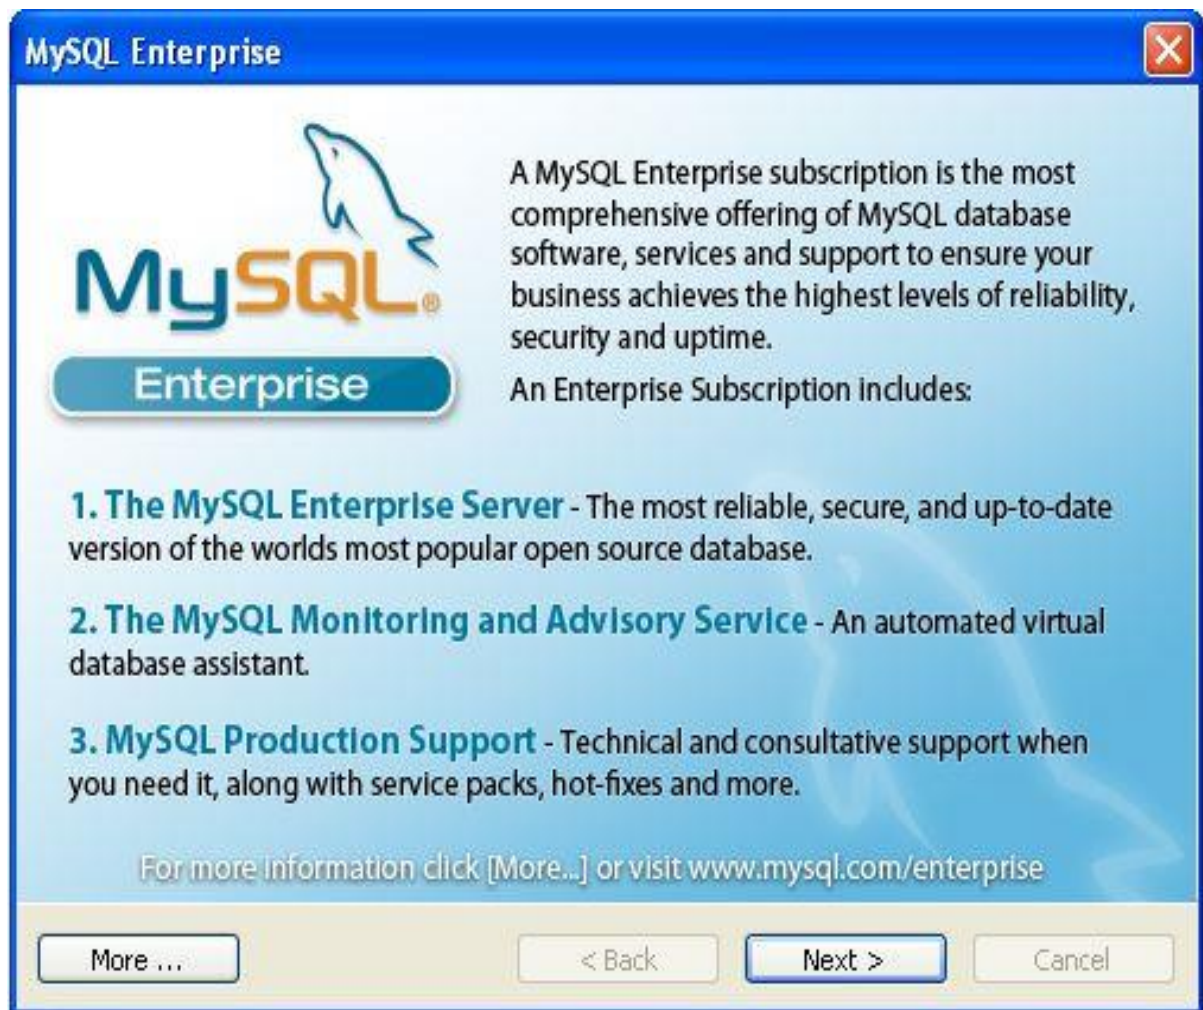 MySQL Enterprise
MySQL®
Enterprise
A MySQL Enterprise subscription is the most
comprehensive offering of MySQL database
software, services and support to ensure your
business achieves the highest levels of reliability,
security and uptime.
An Enterprise Subscription includes:
1. The MySQL Enterprise Server - The most reliable, secure, and up-to-date
version of the worlds most popular open source database.
2. The MySQL Monitoring and Advisory Service - An automated virtual
database assistant.
3. MySQL Production Support - Technical and consultative support when
you need it, along with service packs, hot-fixes and more.
For more information click [More...] or visit www.mysql.com/enterprise
More ...
< Back
Next >
Cancel